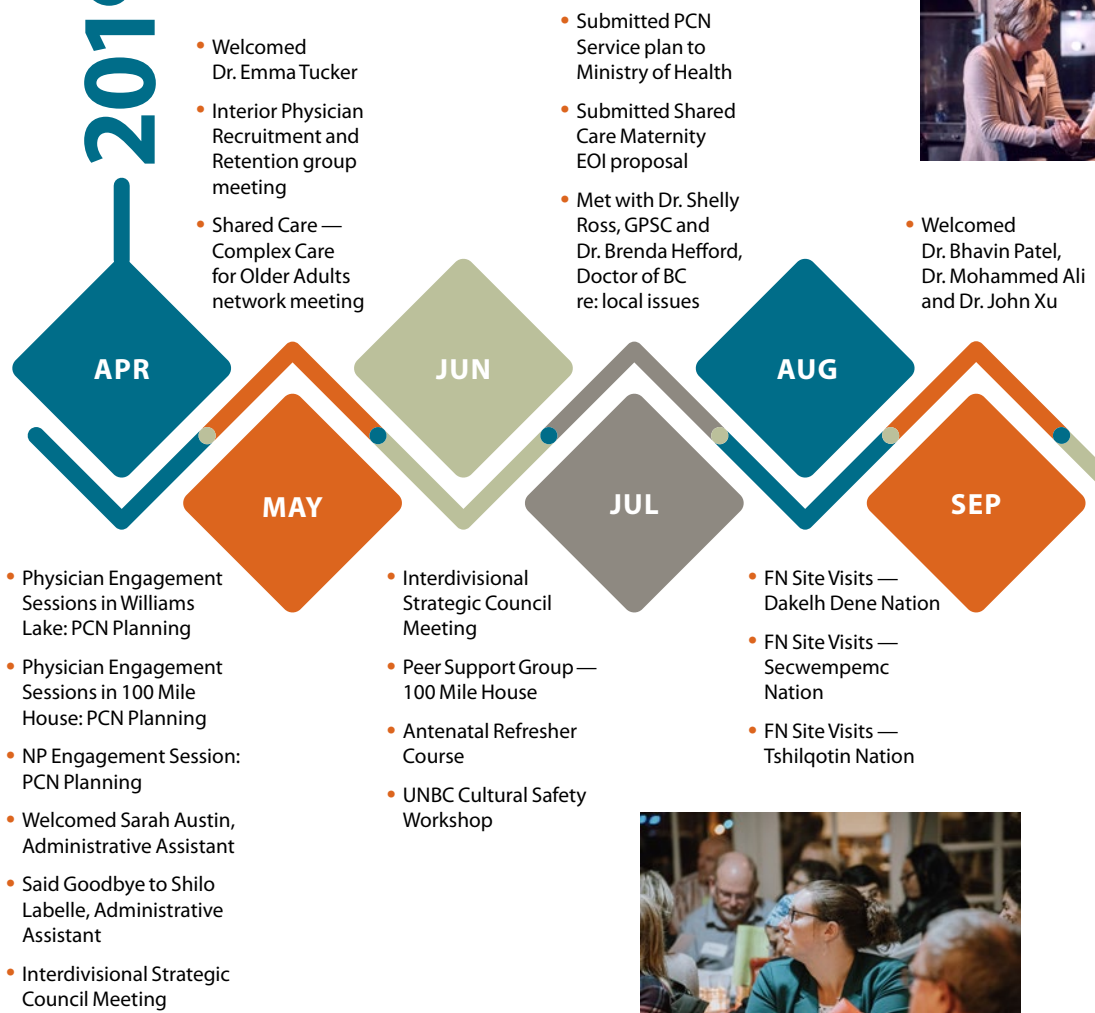 201
• Welcomed
Dr. Emma Tucker
• Interior Physician
Recruitment and
Retention group
meeting
• Shared Care —
Complex Care
for Older Adults
network meeting
• Submitted PCN
Service plan to
Ministry of Health
• Submitted Shared
Care Maternity
EOI proposal
• Met with Dr. Shelly
Ross, GPSC and
Dr. Brenda Hefford,
Doctor of BC
re: local issues
• Welcomed
Dr. Bhavin Patel,
Dr. Mohammed Ali
and Dr. John Xu
APR
MAY
JUN
JUL
AUG
SEP
• Physician Engagement
Sessions in Williams
Lake: PCN Planning
• Physician Engagement
Sessions in 100 Mile
House: PCN Planning
• NP Engagement Session:
PCN Planning
• Welcomed Sarah Austin,
Administrative Assistant
• Said Goodbye to Shilo
Labelle, Administrative
Assistant
• Interdivisional Strategic
Council Meeting
• Interdivisional
Strategic Council
Meeting
• Peer Support Group —
100 Mile House
• Antenatal Refresher
Course
• UNBC Cultural Safety
Workshop
• FN Site Visits —
Dakelh Dene Nation
• FN Site Visits —
Secwempemc
Nation
• FN Site Visits —
Tshilqotin Nation